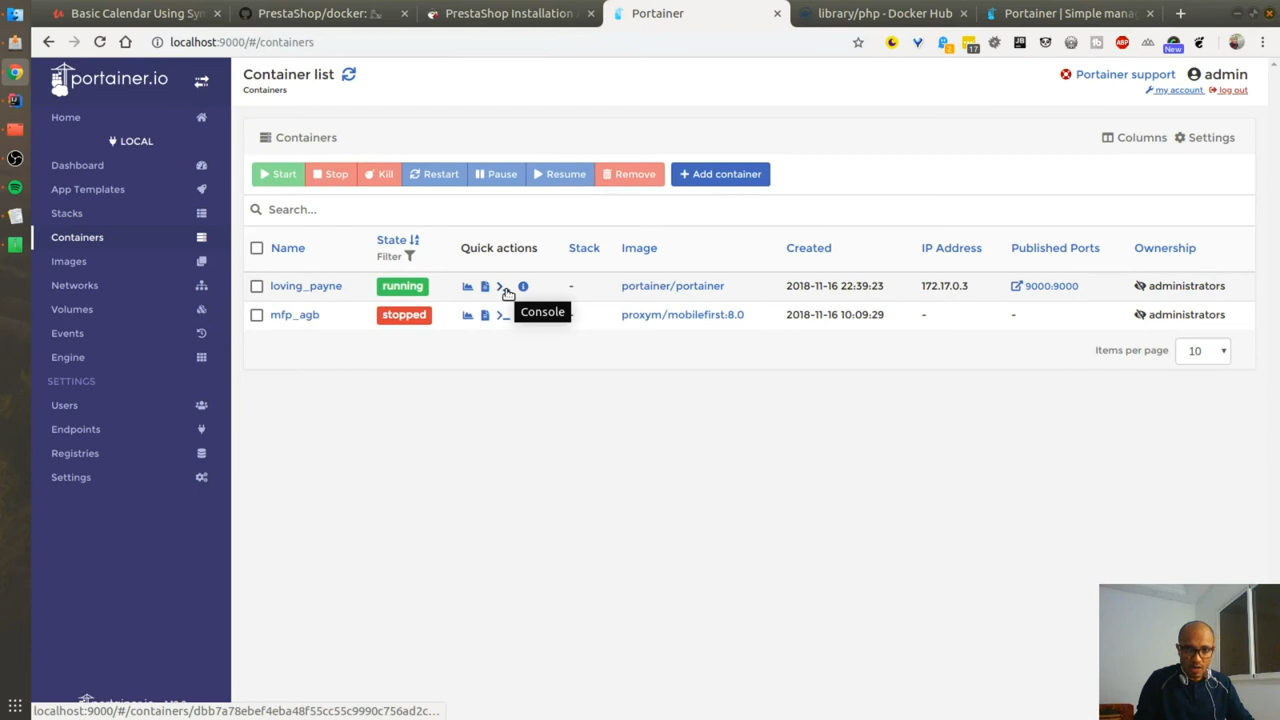 Basic Calendar Using Syn
PrestaShop/docker:
PrestaShop Installation
Portainer
library/php - Docker Hub
Portainer | Simple mana
localhost:9000/#/containers
2
17
ABP
New
portainer.io
Container list
Containers
Portainer support
admin
my account
log out
Home
LOCAL
Dashboard
App Templates
Stacks
Containers
Images
Networks
Volumes
Events
Engine
SETTINGS
Users
Endpoints
Registries
Settings
Containers
Columns
Settings
Start
Stop
Kill
Restart
Pause
Resume
Remove
+ Add container
Search...
Name
State
Filter
Quick actions
Stack
Image
Created
IP Address
Published Ports
Ownership
loving_payne
running
-
portainer/portainer
2018-11-16 22:39:23
172.17.0.3
9000:9000
administrators
Console
mfp_agb
stopped
proxym/mobilefirst:8.0
2018-11-16 10:09:29
-
-
administrators
Items per page
10
localhost:9000/#/containers/dbb7a78ebef4eba48f55cc55c9990c756ad2c...